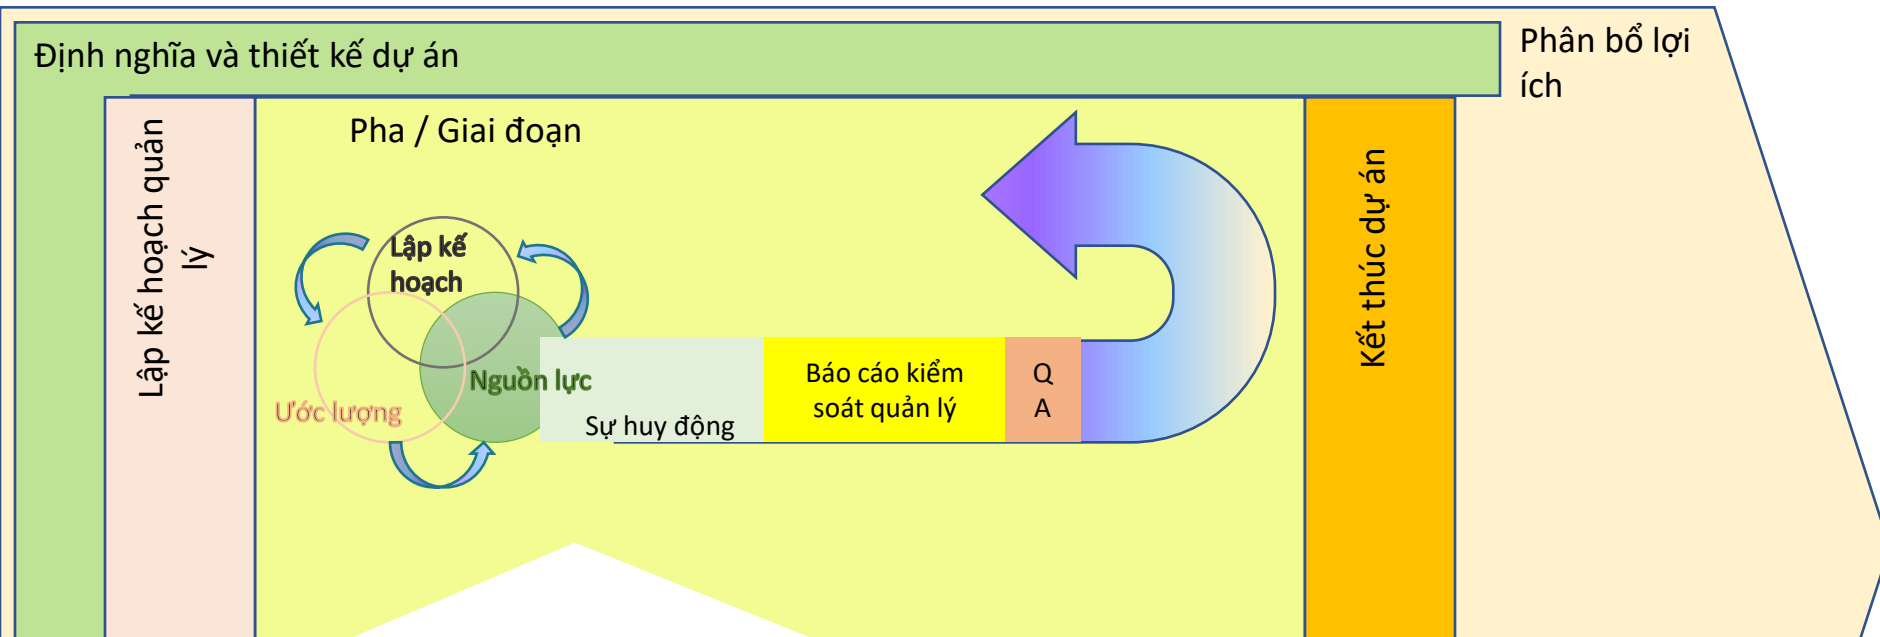 Định nghĩa và thiết kế dự án
Phân bổ lợi
ích
Lập kế hoạch quản
lý
Pha / Giai đoạn
Lập kế
hoạch
Nguồn lực
Ước lượng
Sự huy động
Báo cáo kiểm
soát quản lý
Q
A
Kết thúc dự án